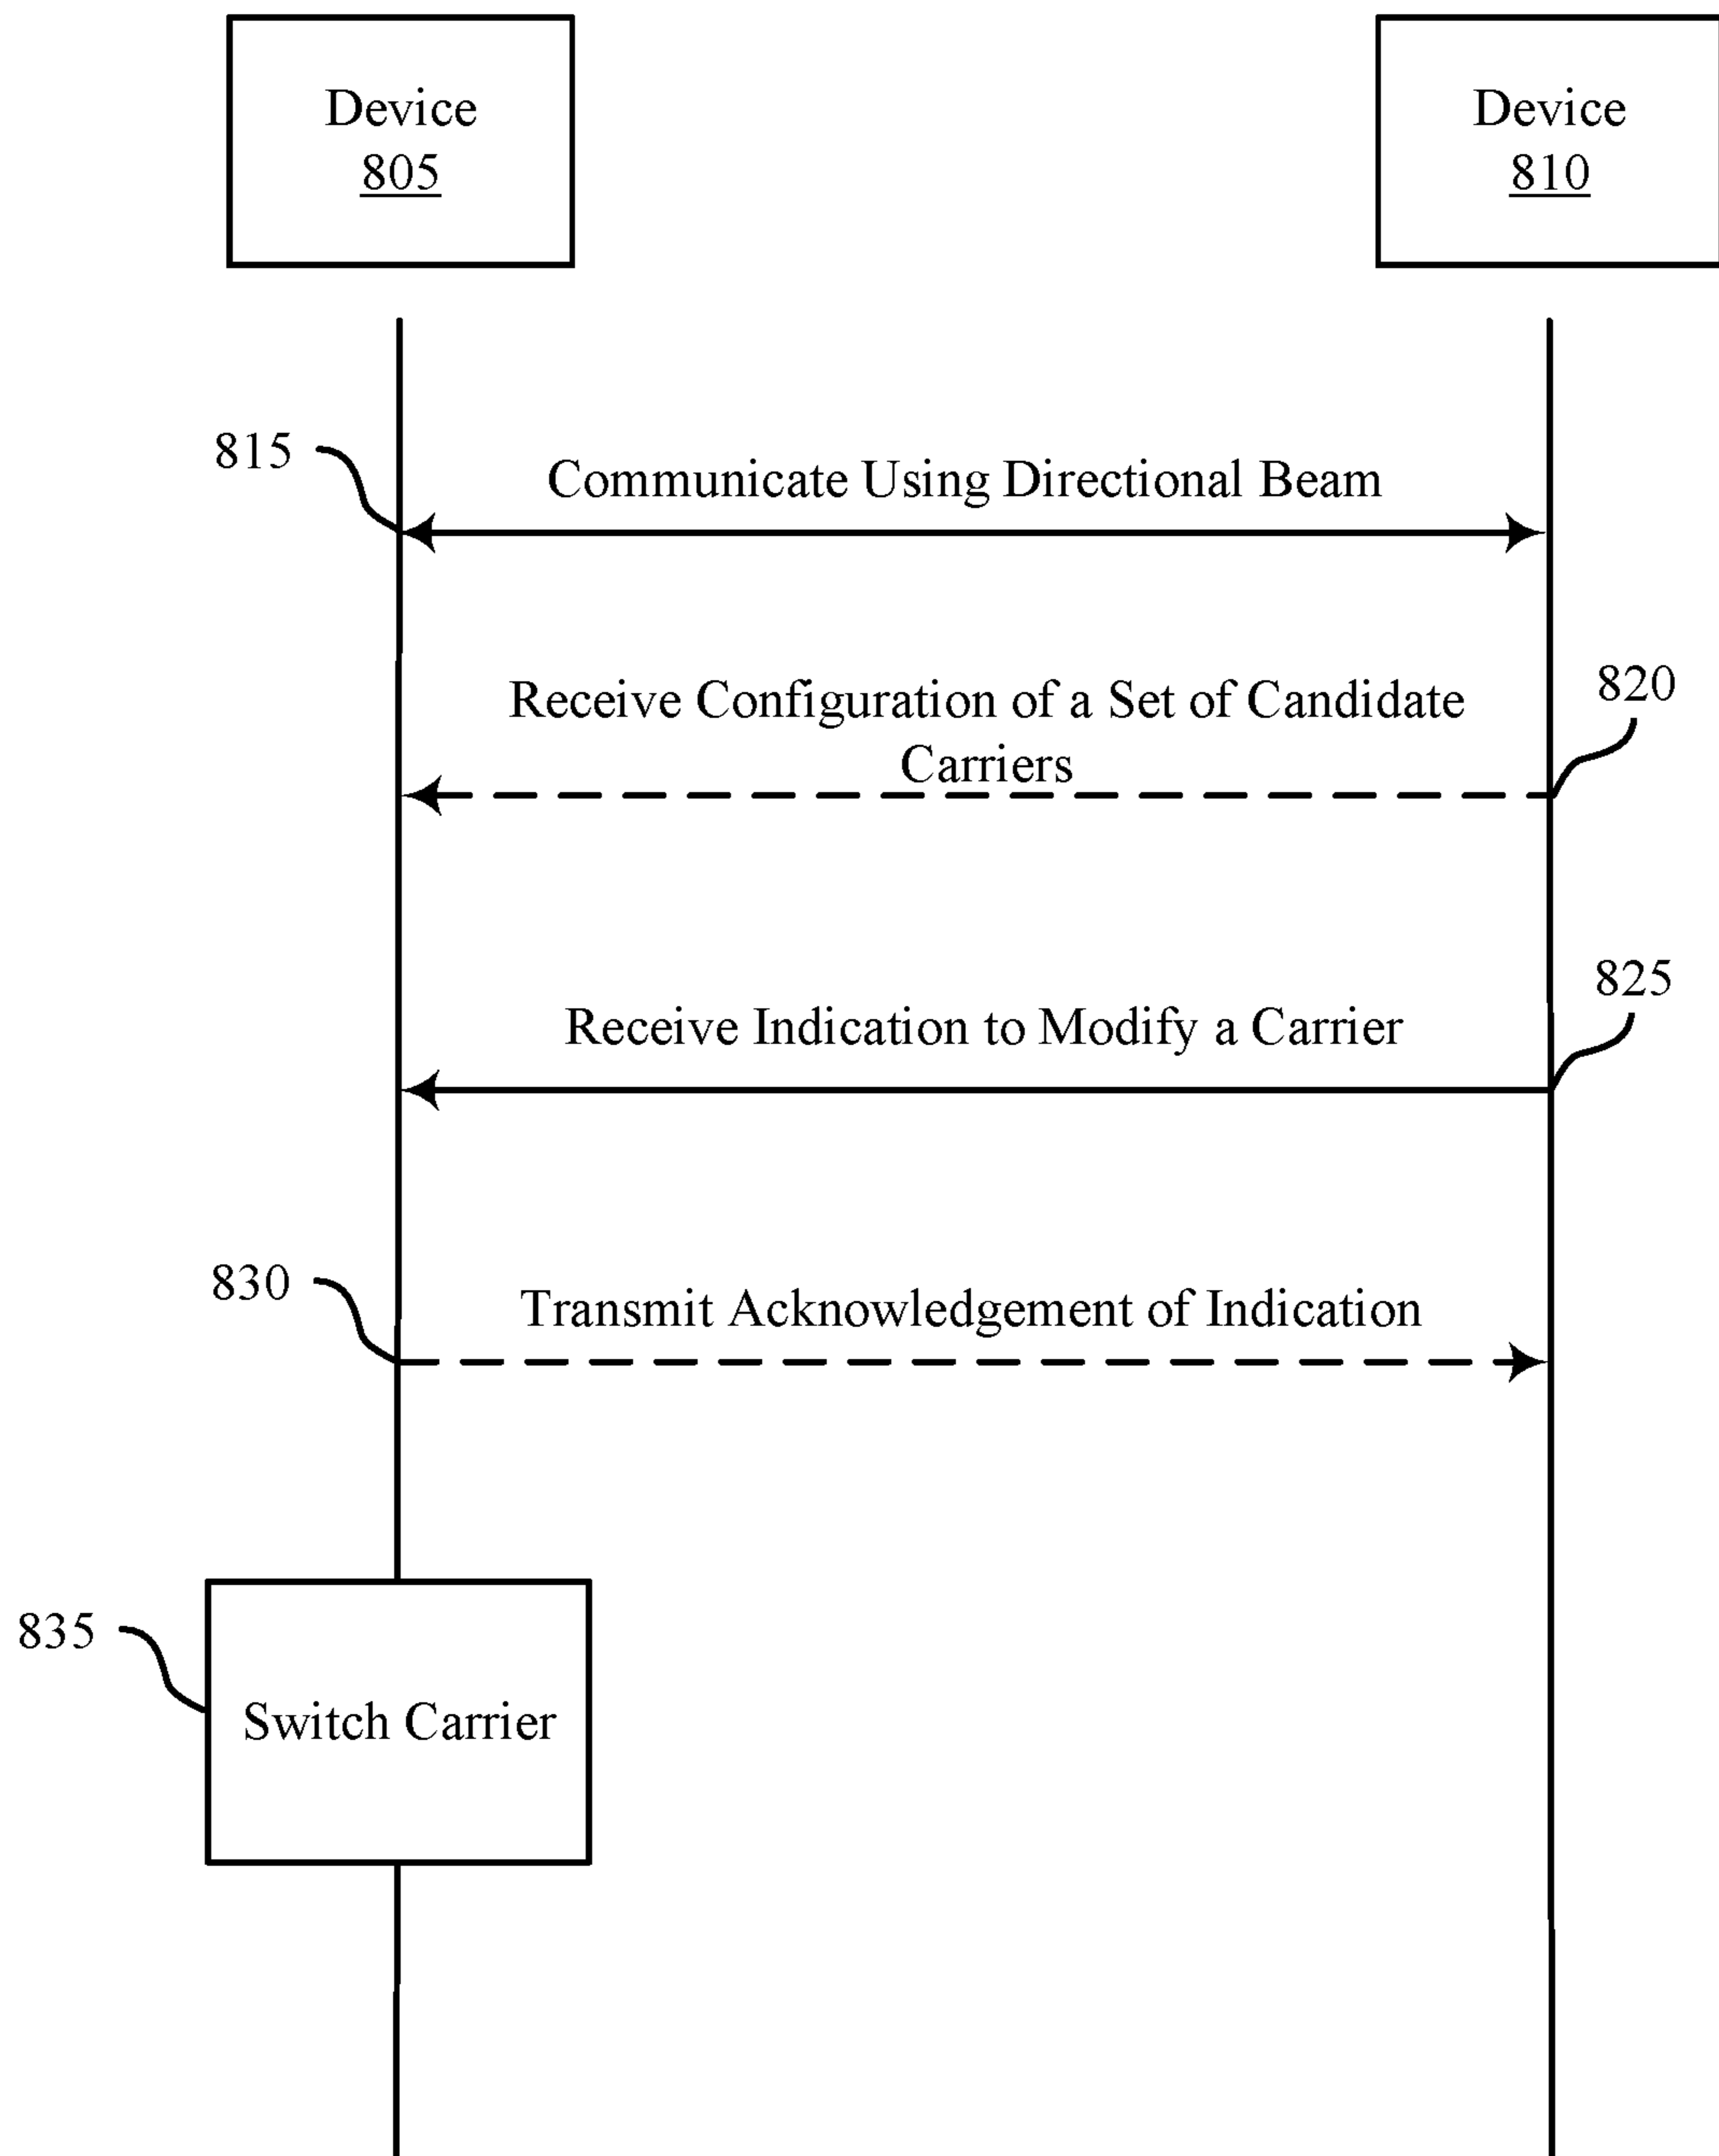 Device
805
Device
810
815
Communicate Using Directional Beam
820
Receive Configuration of a Set of Candidate
Carriers
825
Receive Indication to Modify a Carrier
830
Transmit Acknowledgement of Indication
835
Switch Carrier